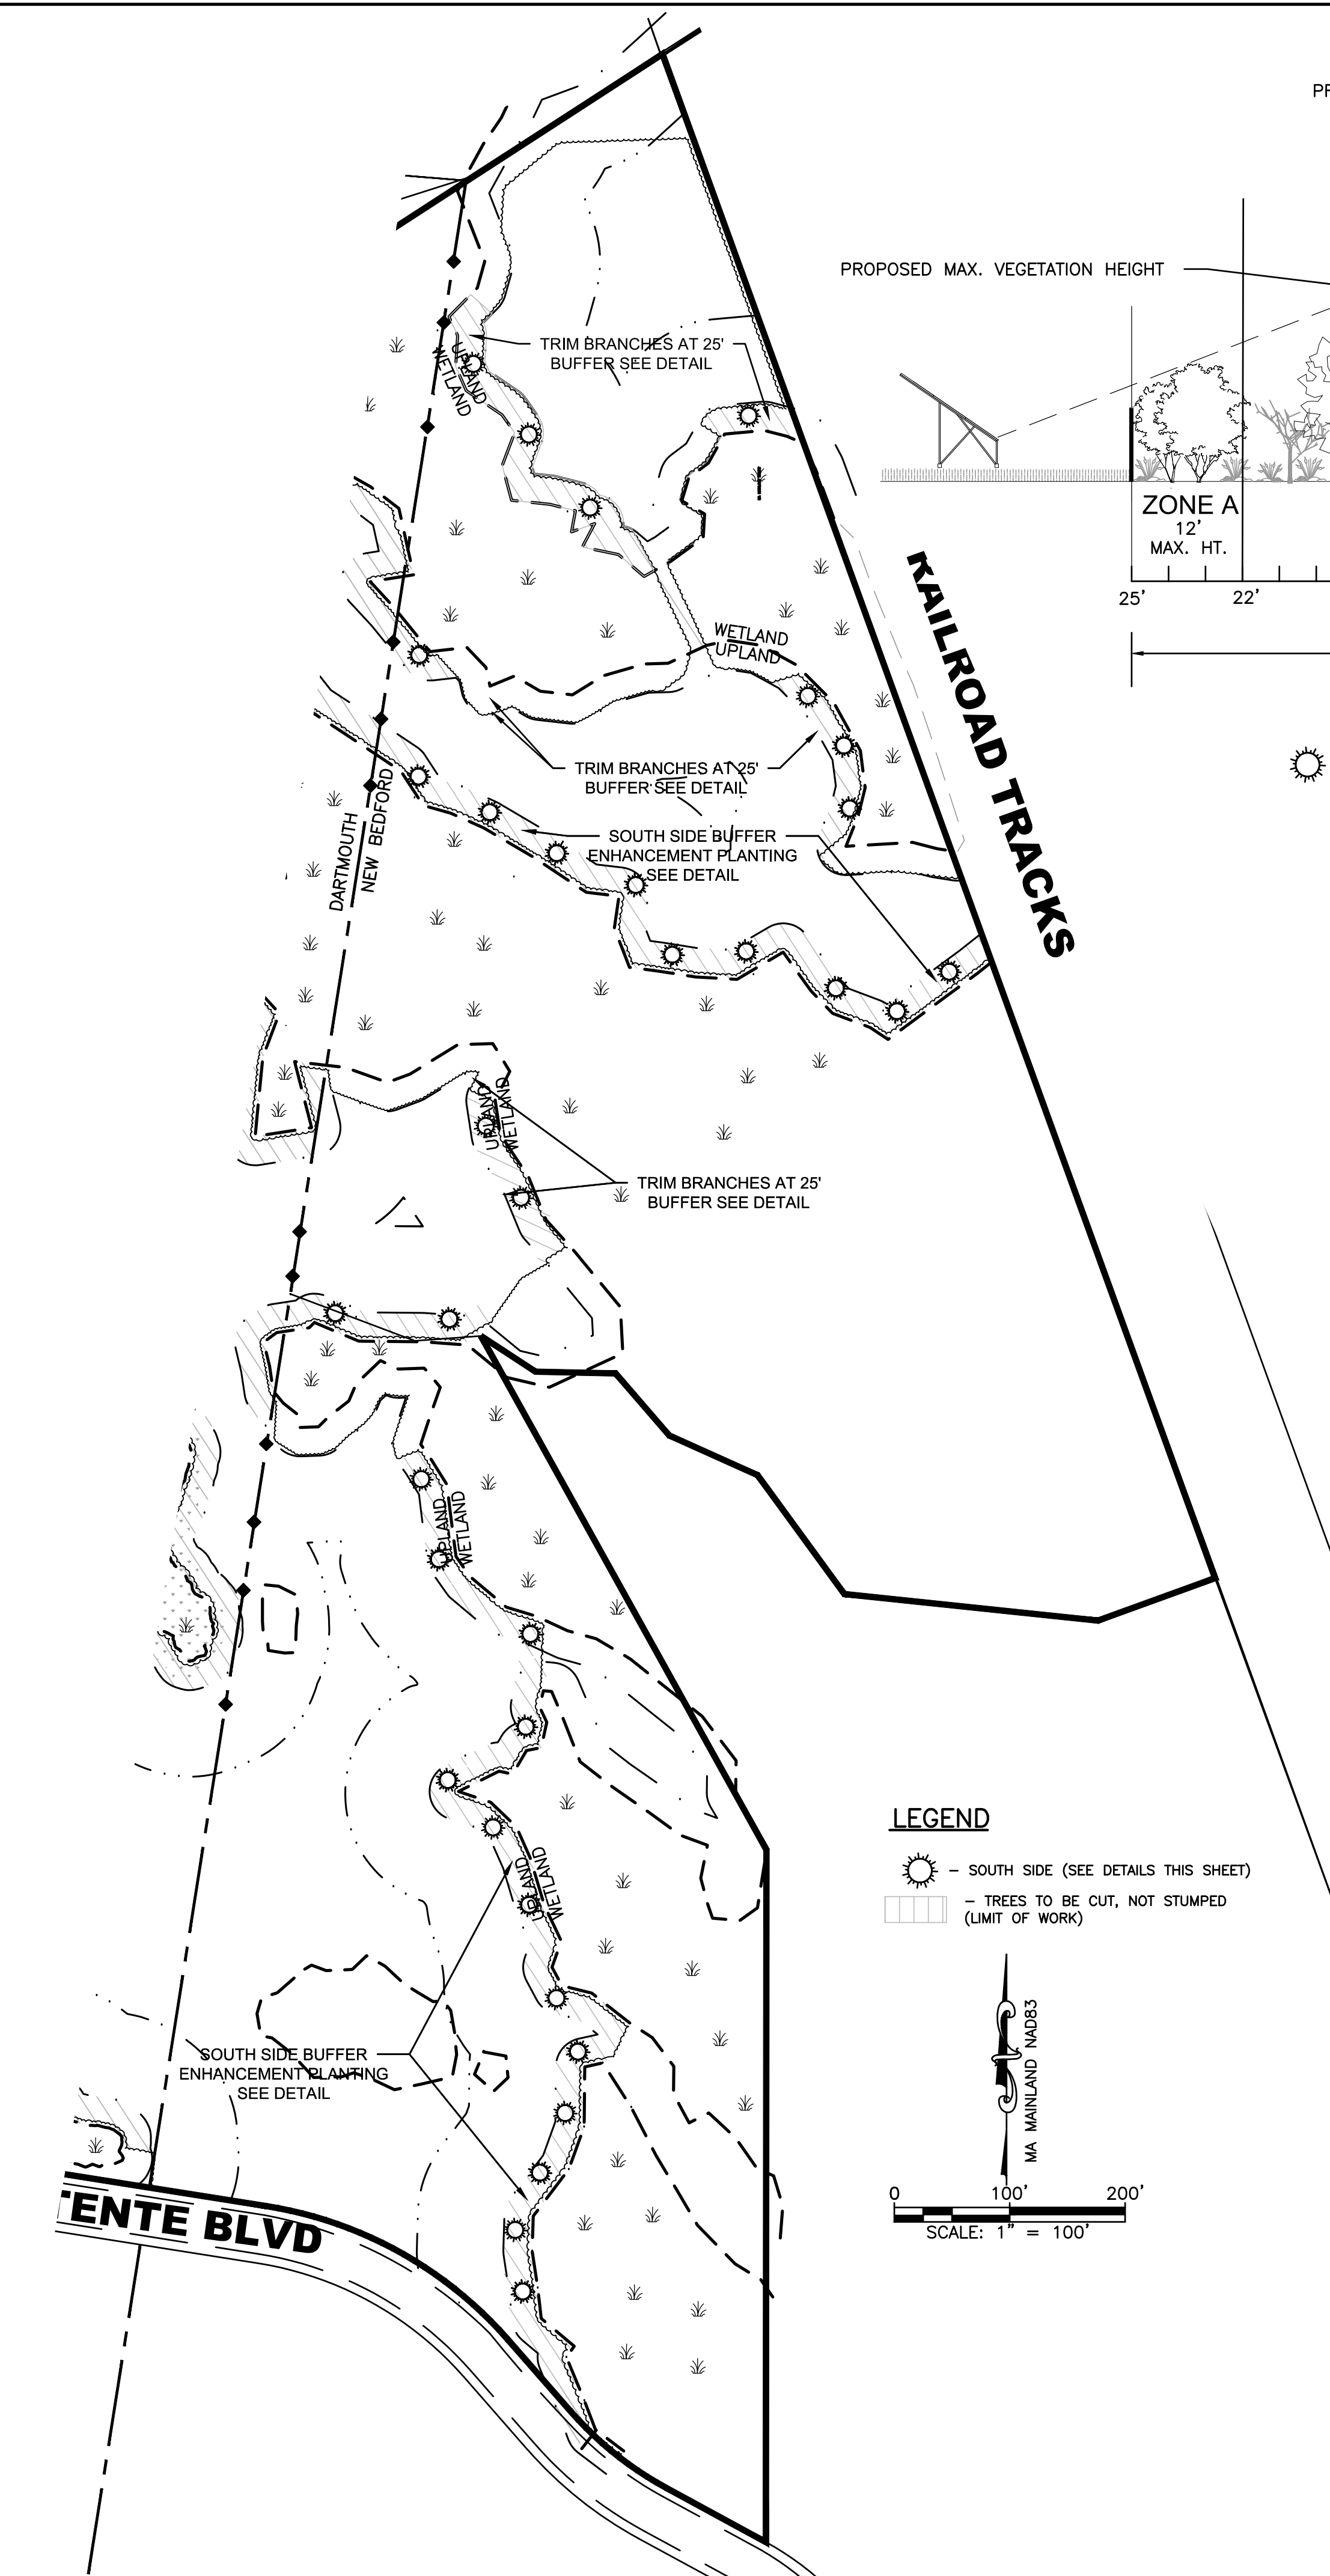 PR
PROPOSED MAX. VEGETATION HEIGHT
ZONE A
12'
MAX. HT.
25'
22'
TRIM BRANCHES AT 25'
BUFFER SEE DETAIL
UPLAND
WETLAND
RAILROAD TRACKS
WETLAND
UPLAND
TRIM BRANCHES AT 25'
BUFFER SEE DETAIL
DARTMOUTH
NEW BEDFORD
SOUTH SIDE BUFFER
ENHANCEMENT PLANTING
SEE DETAIL
UPLAND
WETLAND
TRIM BRANCHES AT 25'
BUFFER SEE DETAIL
UPLAND
WETLAND
LEGEND
– SOUTH SIDE (SEE DETAILS THIS SHEET)
– TREES TO BE CUT, NOT STUMPED
(LIMIT OF WORK)
UPLAND
WETLAND
MA MAINLAND NAD83
SOUTH SIDE BUFFER
ENHANCEMENT PLANTING
SEE DETAIL
0 100' 200'
SCALE: 1" = 100'
TENTE BLVD